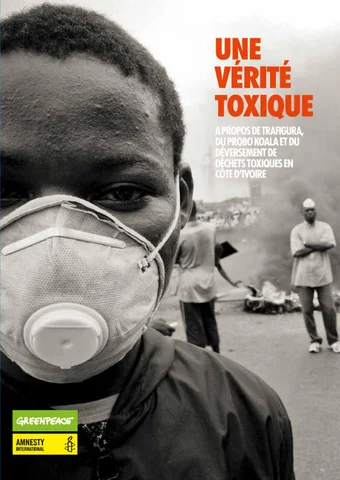 UNE
VÉRITÉ
TOXIQUE
A PROPOS DE TRAFIGURA,
DU PROBO KOALA ET DU
DÉVERSEMENT DE
DÉCHETS TOXIQUES EN
CÔTE D'IVOIRE
GREENPEACE
AMNESTY
INTERNATIONAL